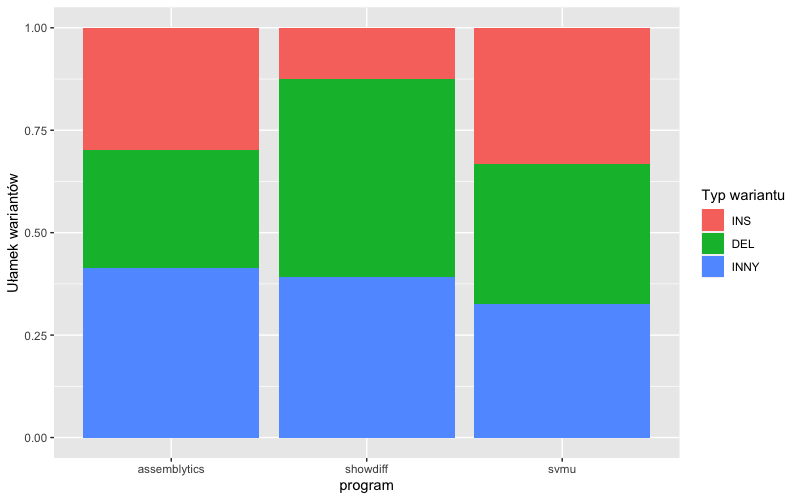 1.00
0.75
0.50
0.25
0.00
Ułamek wariantów
assemblytics showdiff svmu
program
Typ wariantu
INS
DEL
INNY